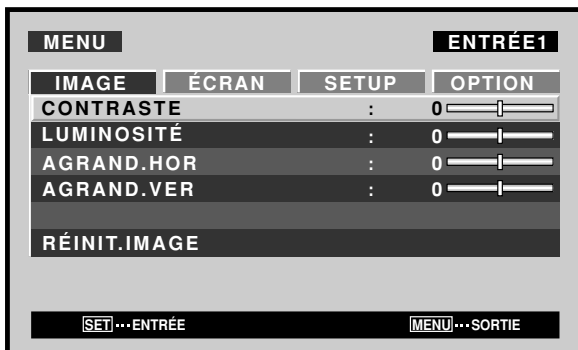 MENU ENTRÉE1
IMAGE ÉCRAN SETUP OPTION
CONTRASTE : 0
LUMINOSITÉ : 0
AGRAND.HOR : 0
AGRAND.VER : 0
RÉINIT.IMAGE
SET···ENTRÉE MENU···SORTIE